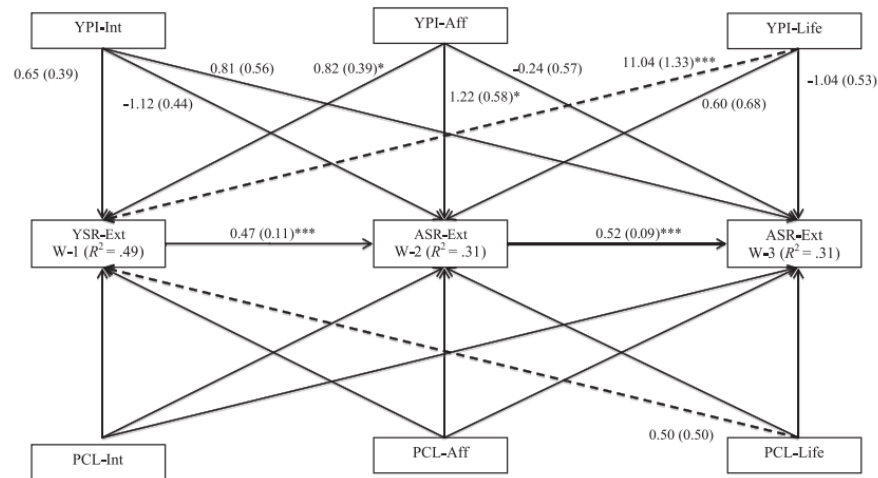 YPI-Int YPI-Aff YPI-Life
0.65 (0.39) 0.81 (0.56) 0.82 (0.39)* -0.24 (0.57) 11.04 (1.33)*** -1.04 (0.53)
-1.12 (0.44) 1.22 (0.58)* 0.60 (0.68)
YSR-Ext ASR-Ext ASR-Ext
W-1 (R² = .49) 0.47 (0.11)*** W-2 (R² = .31) 0.52 (0.09)*** W-3 (R² = .31)
0.50 (0.50)
PCL-Int PCL-Aff PCL-Life